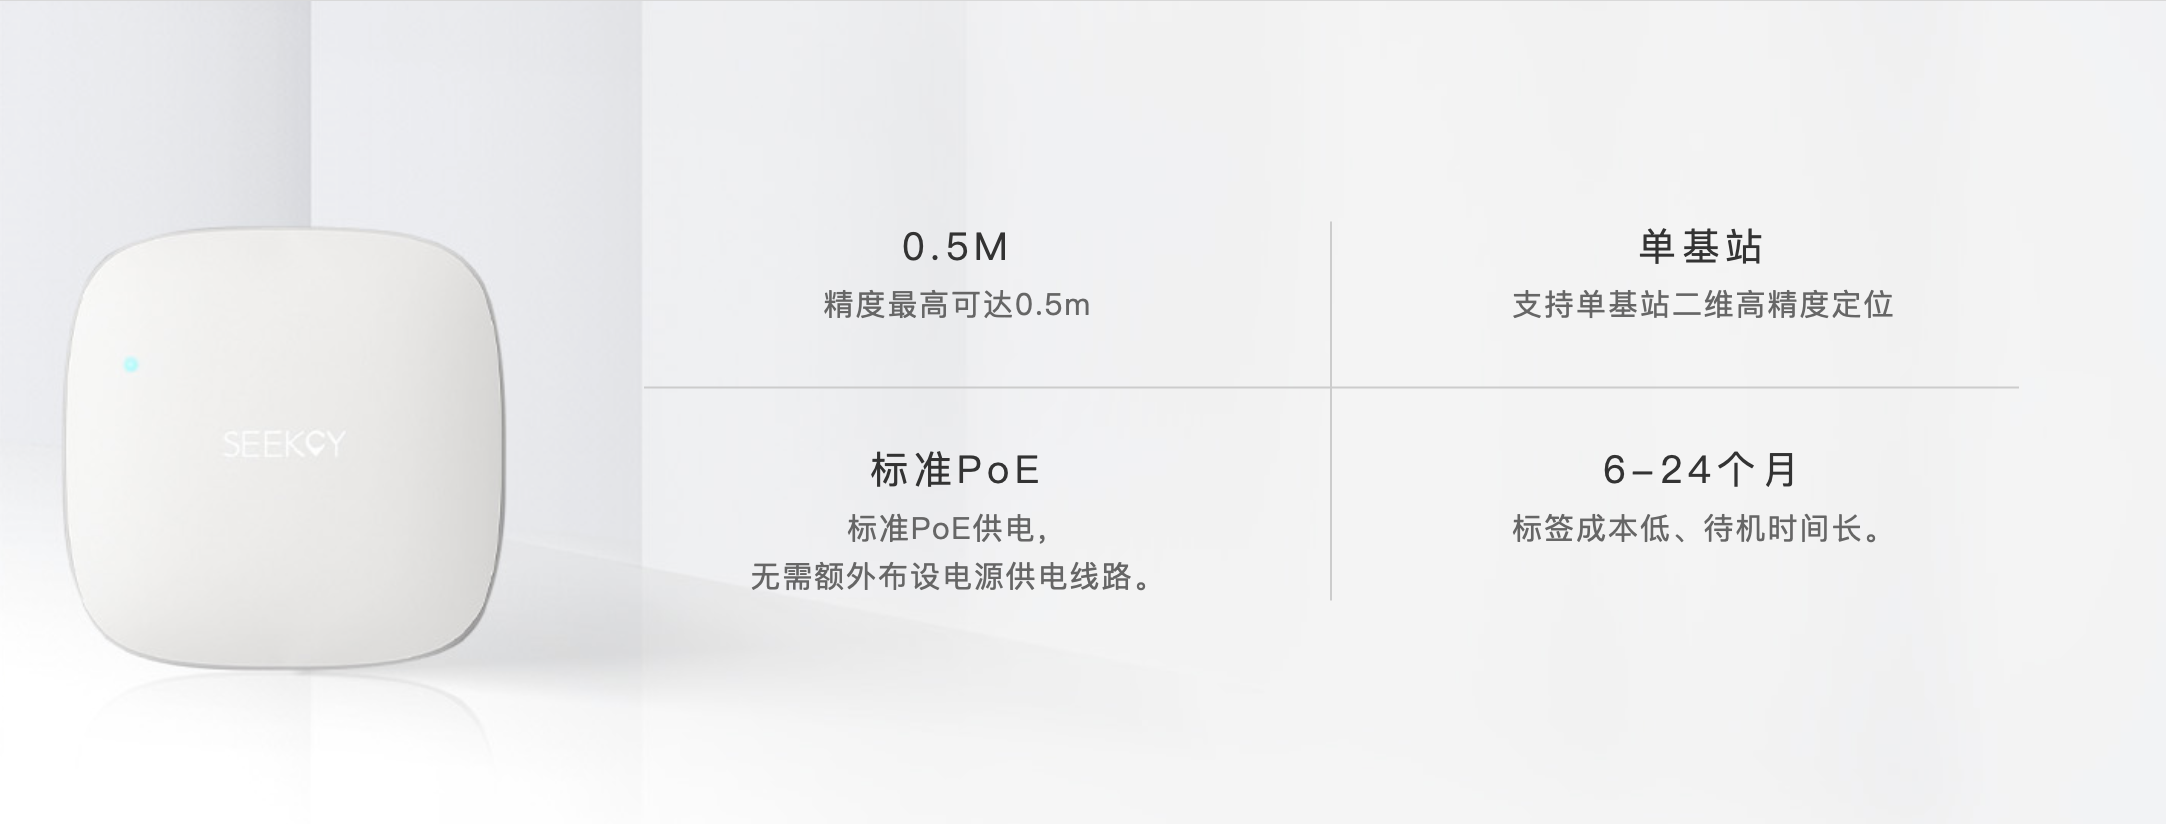 SEEKCY
0.5M
精度最高可达0.5m
单基站
支持单基站二维高精度定位
标准PoE
标准PoE供电，
无需额外布设电源供电线路。
6-24个月
标签成本低、待机时间长。